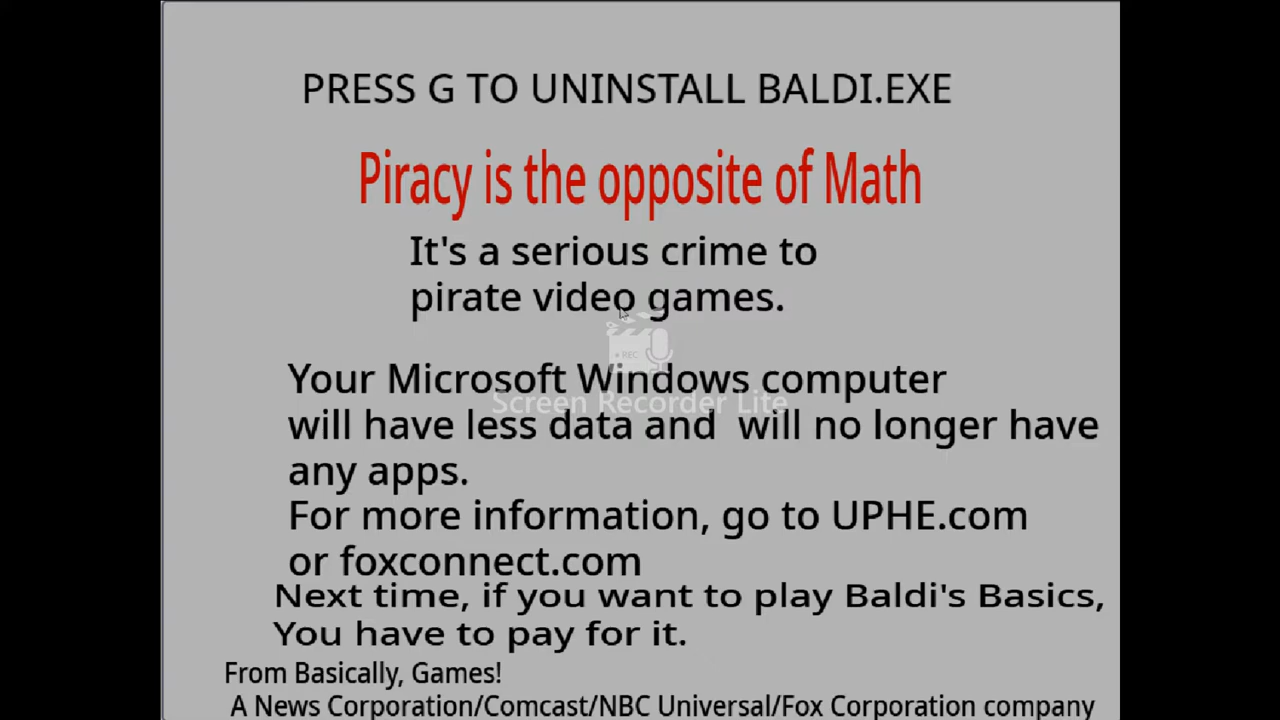 PRESS G TO UNINSTALL BALDI.EXE
Piracy is the opposite of Math
It's a serious crime to
pirate video games.
REC
Your Microsoft Windows computer
Screen Recorder Lite
will have less data and  will no longer have
any apps.
For more information, go to UPHE.com
or foxconnect.com
Next time, if you want to play Baldi's Basics,
You have to pay for it.
From Basically, Games!
A News Corporation/Comcast/NBC Universal/Fox Corporation company